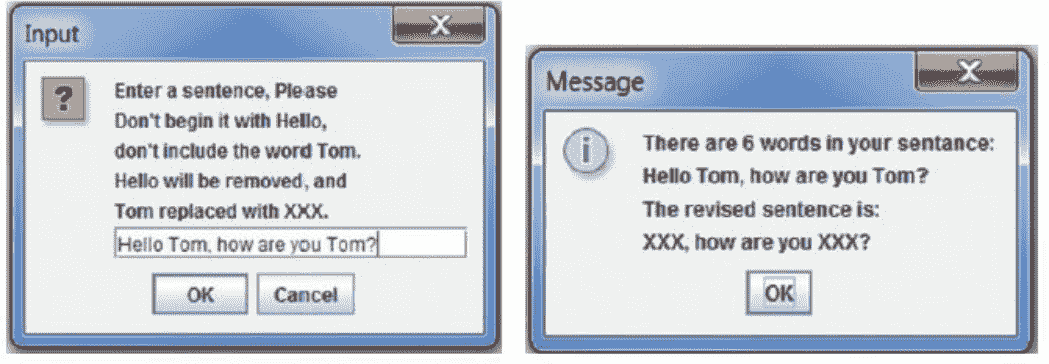 Input
X
?
Enter a sentence, Please
Don't begin it with Hello,
don't include the word Tom.
Hello will be removed, and
Tom replaced with XXX.
Hello Tom, how are you Tom?
OK Cancel
Message
X
i
There are 6 words in your sentance:
Hello Tom, how are you Tom?
The revised sentence is:
XXX, how are you XXX?
OK